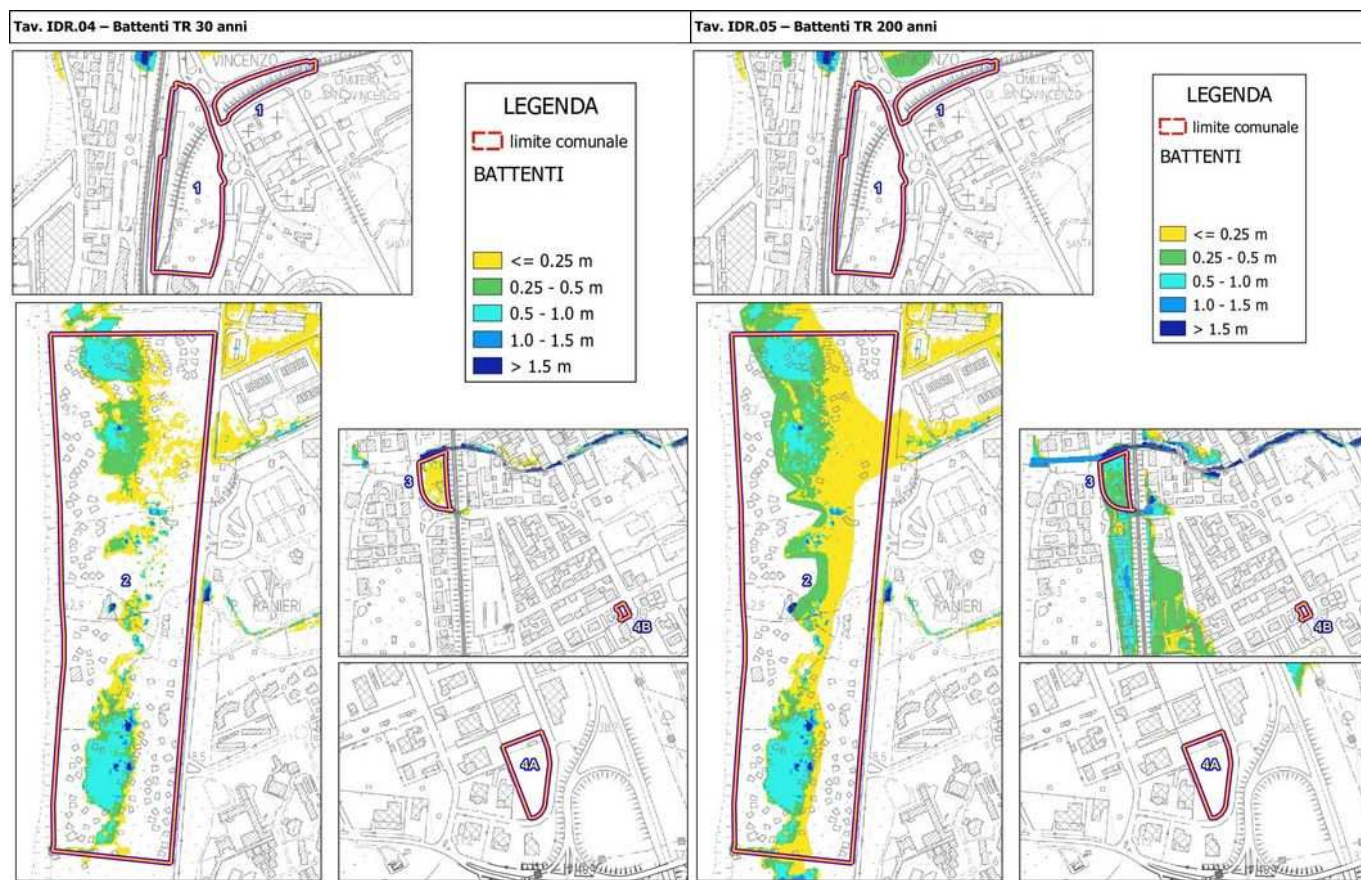 Tav. IDR.04 – Battenti TR 30 anni
Tav. IDR.05 – Battenti TR 200 anni
VINCENZO
1
1
LEGENDA
limite comunale
BATTENTI
<= 0.25 m
0.25 - 0.5 m
0.5 - 1.0 m
1.0 - 1.5 m
> 1.5 m
2
RANIERI
3
4B
4A
VINCENZO
1
1
LEGENDA
limite comunale
BATTENTI
<= 0.25 m
0.25 - 0.5 m
0.5 - 1.0 m
1.0 - 1.5 m
> 1.5 m
2
RANIERI
3
4B
4A